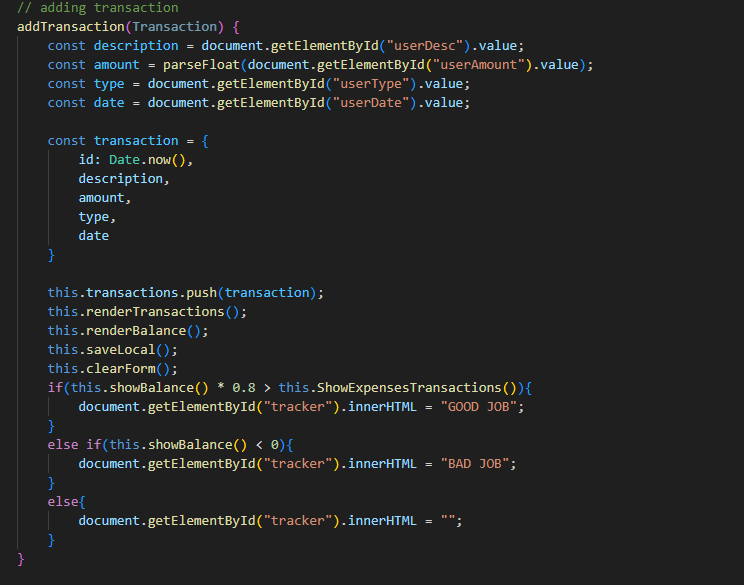 // adding transaction
addTransaction(Transaction) {
    const description = document.getElementById("userDesc").value;
    const amount = parseFloat(document.getElementById("userAmount").value);
    const type = document.getElementById("userType").value;
    const date = document.getElementById("userDate").value;

    const transaction = {
        id: Date.now(),
        description,
        amount,
        type,
        date
    }

    this.transactions.push(transaction);
    this.renderTransactions();
    this.renderBalance();
    this.saveLocal();
    this.clearForm();
    if(this.showBalance() * 0.8 > this.ShowExpensesTransactions()){
        document.getElementById("tracker").innerHTML = "GOOD JOB";
    }
    else if(this.showBalance() < 0){
        document.getElementById("tracker").innerHTML = "BAD JOB";
    }
    else{
        document.getElementById("tracker").innerHTML = "";
    }
}